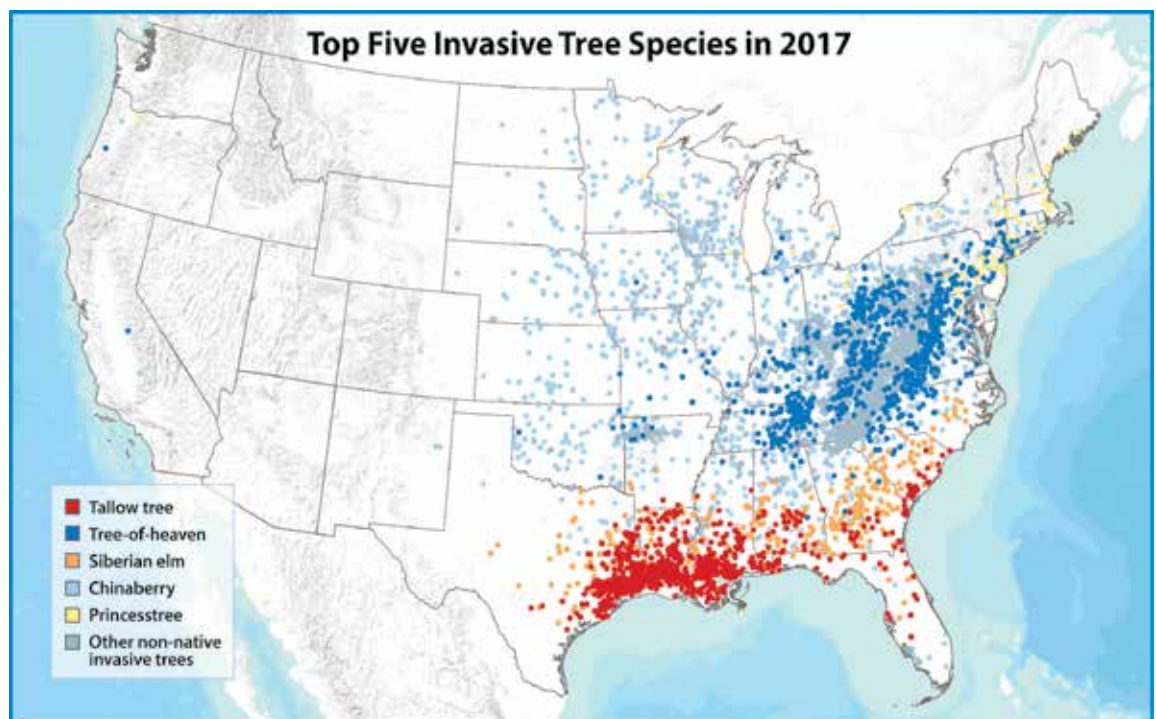 Top Five Invasive Tree Species in 2017
Tallow tree
Tree-of-heaven
Siberian elm
Chinaberry
Princesstree
Other non-native
invasive trees